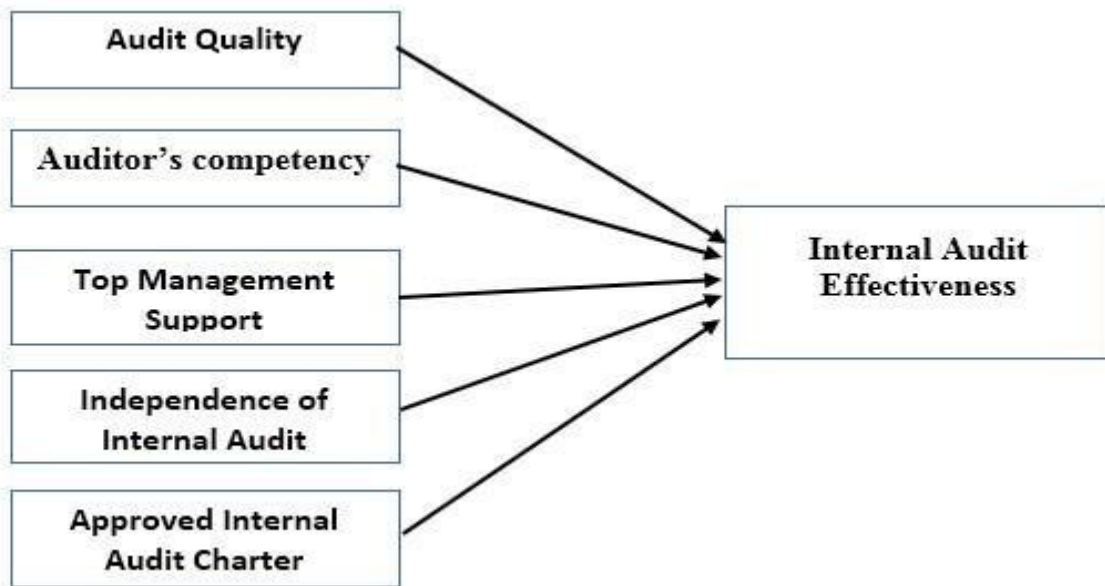 Audit Quality
Auditor’s competency
Top Management
Support
Independence of
Internal Audit
Approved Internal
Audit Charter
Internal Audit
Effectiveness